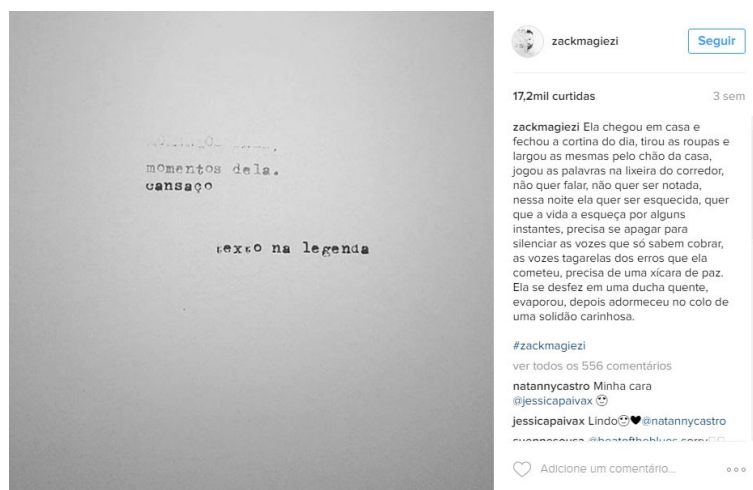 momentos dela.
cansaço
texto na legenda
zackmagiezi
Seguir
17,2mil curtidas
3 sem
zackmagiezi Ela chegou em casa e
fechou a cortina do dia, tirou as roupas e
largou as mesmas pelo chão da casa,
jogou as palavras na lixeira do corredor,
não quer falar, não quer ser notada,
nessa noite ela quer ser esquecida, quer
que a vida a esqueça por alguns
instantes, precisa se apagar para
silenciar as vozes que só sabem cobrar,
as vozes tagarelas dos erros que ela
cometeu, precisa de uma xícara de paz.
Ela se desfez em uma ducha quente,
evaporou, depois adormeceu no colo de
uma solidão carinhosa.
#zackmagiezi
ver todos os 556 comentários
natannycastro Minha cara
@jessicapaivax 🙄
jessicapaivax Lindo🙄🖤@natannycastro
Adicione um comentário...